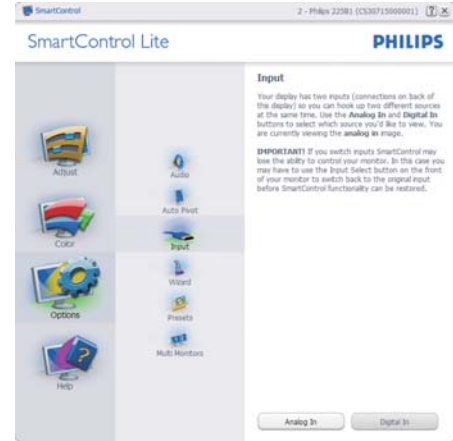 SmartControl
2 - Philips 225B1 (CS30715000001)
SmartControl Lite
PHILIPS
Adjust
Color
Options
Help
Audio
Auto Pivot
Input
Wizard
Presets
Multi Monitors
Input
Your display has two inputs (connections on back of
this display) so you can hook up two different sources
at the same time. Use the Analog In and Digital In
buttons to select which source you'd like to view. You
are currently viewing the analog in image.
IMPORTANT! If you switch inputs SmartControl may
lose the ability to control your monitor. In this case you
may have to use the Input Select button on the front
of your monitor to switch back to the original input
before SmartControl functionality can be restored.
Analog In
Digital In